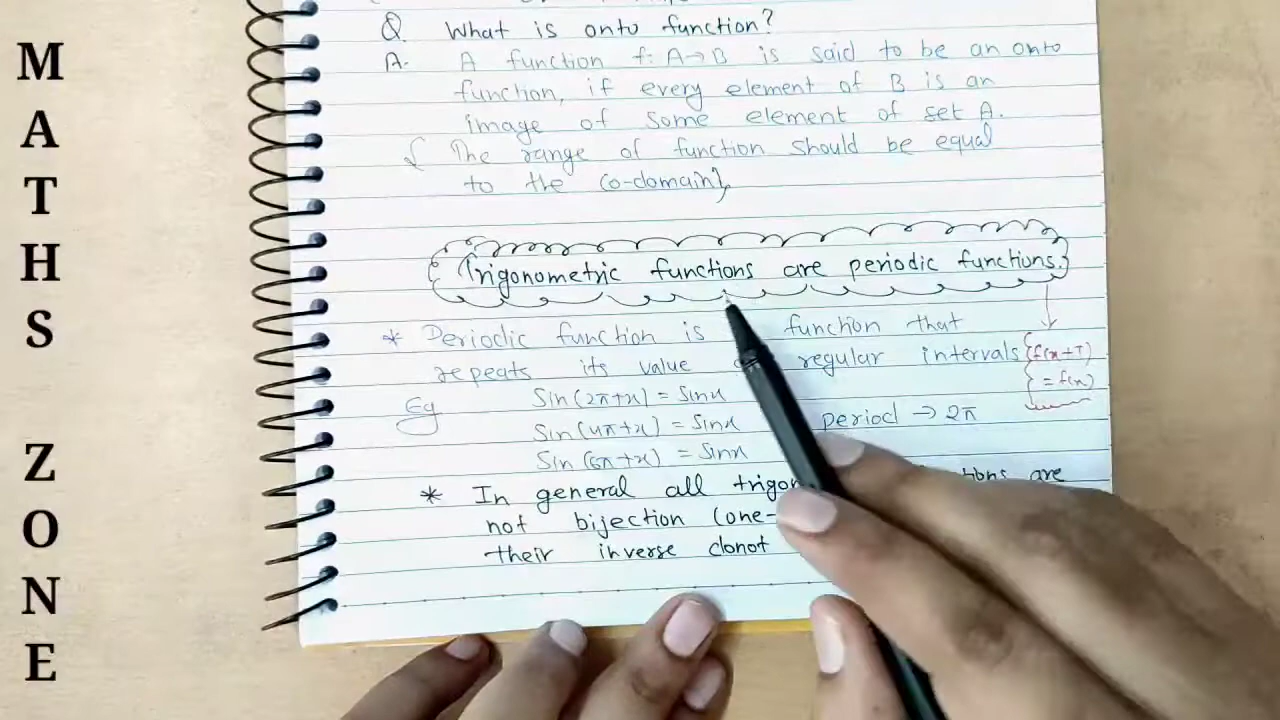 MATHS ZONE
Q. What is onto function?
A. A function f: A→B is said to be an onto
function, if every element of B is an
image of some element of set A.
{ The range of function should be equal
to the co-domain}
Trigonometric functions are periodic functions.
* Periodic function is function that
repeats its value regular intervals {f(x+T)
= f(x)
Eg Sin(2π+x) = Sinx
period → 2π
Sin(4π+x) = Sinx
Sin(6π+x) = Sinx
* In general all are
not bijection (one-
their inverse donot